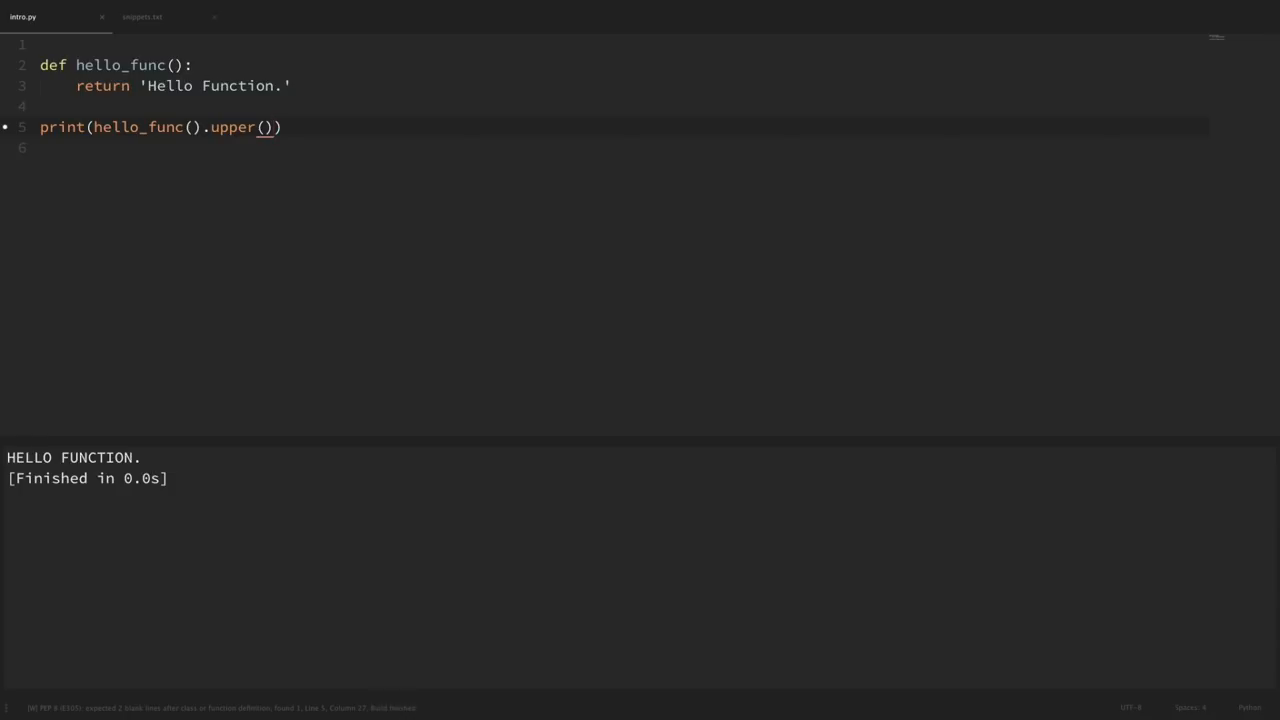 intro.py × snippets.txt ×
1
2 def hello_func():
3     return 'Hello Function.'
4
5 print(hello_func().upper())
6
HELLO FUNCTION.
[Finished in 0.0s]
[W] PEP 8 (E305): expected 2 blank lines after class or function definition, found 1, Line 5, Column 27, Build finished UTF-8 Spaces: 4 Python